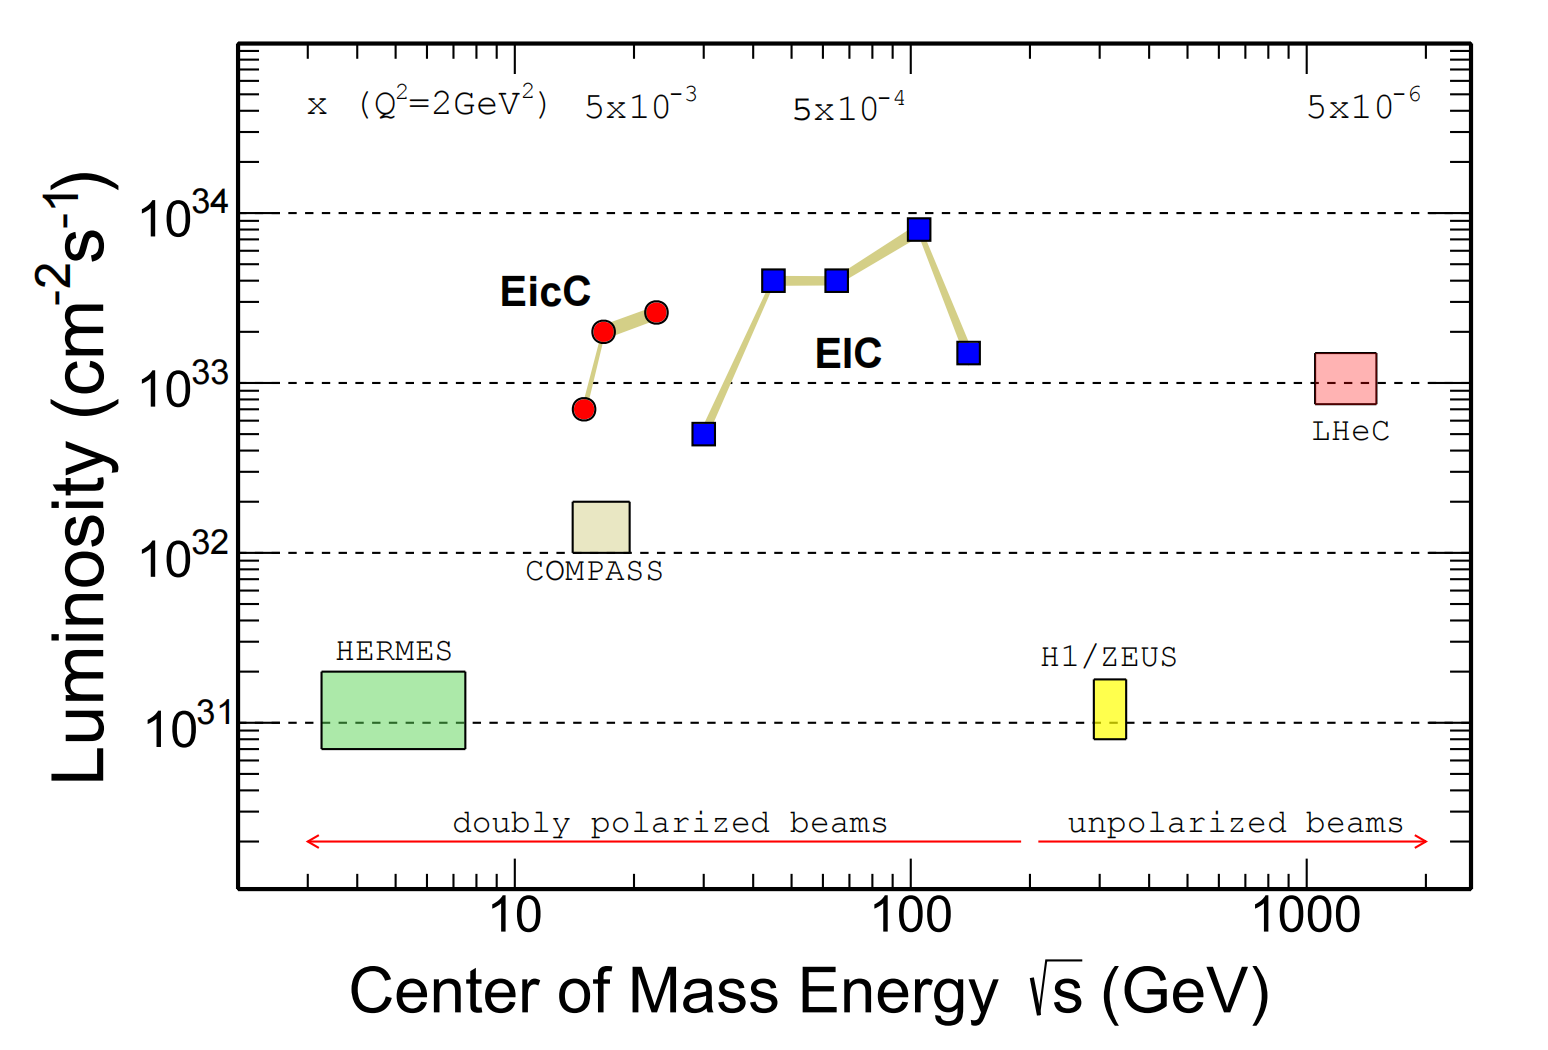 x (Q²=2GeV²) 5x10⁻³ 5x10⁻⁴ 5x10⁻⁶
10³⁴
EicC
EIC
10³³
LHeC
10³²
COMPASS
HERMES
H1/ZEUS
10³¹
doubly polarized beams unpolarized beams
10 100 1000
Center of Mass Energy √s (GeV)
Luminosity (cm⁻²s⁻¹)